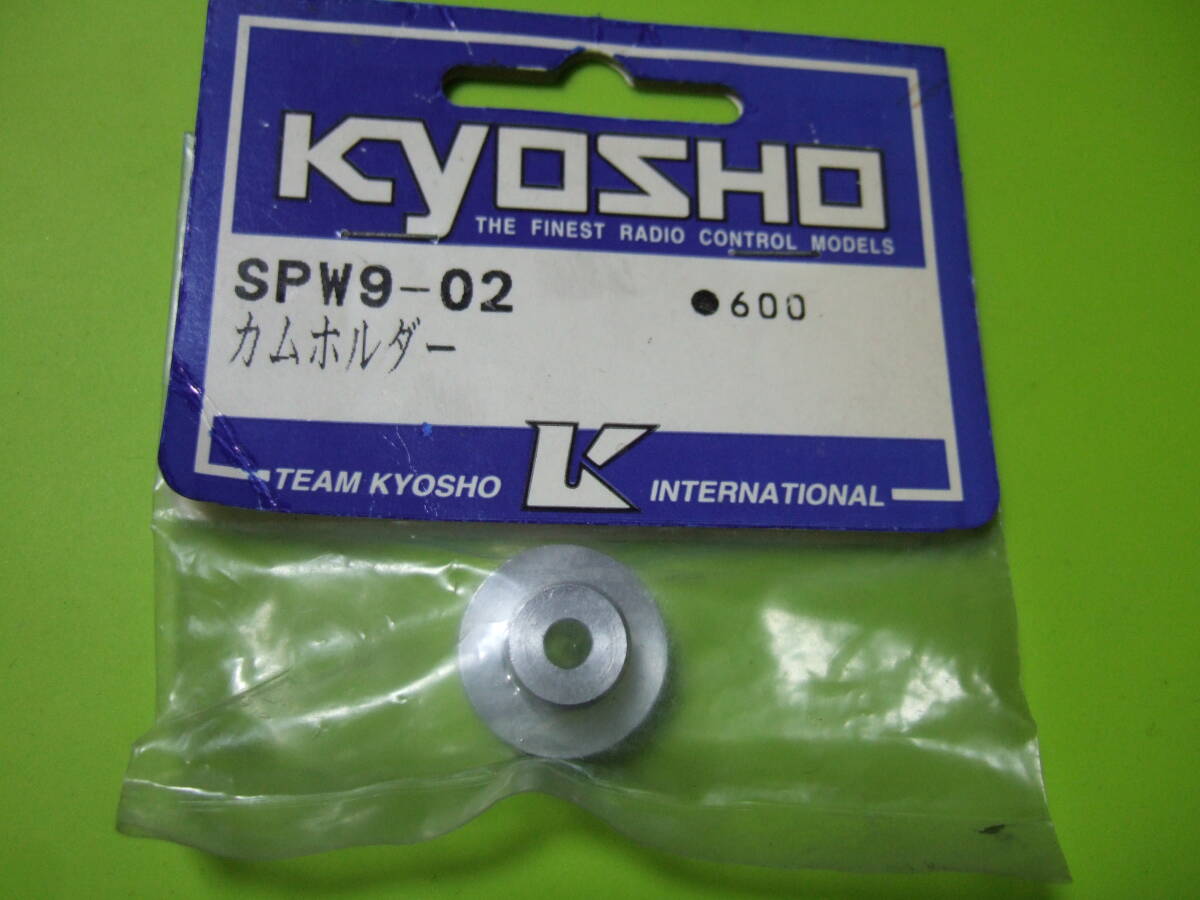 KYOSHO
THE FINEST RADIO CONTROL MODELS
SPW9-02 ●600
カムホルダー
TEAM KYOSHO K INTERNATIONAL